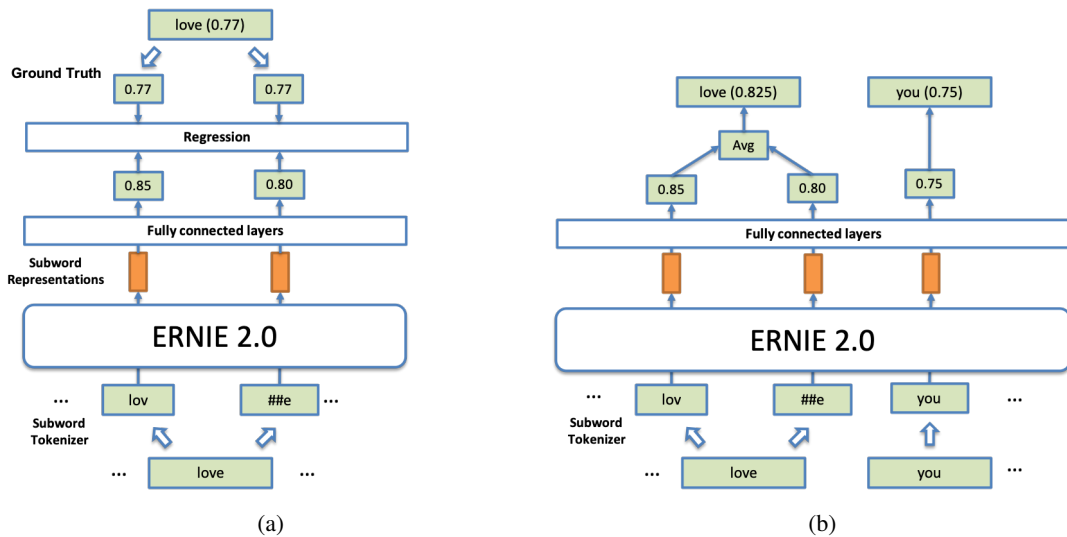 love (0.77)
Ground Truth
0.77 0.77
Regression
0.85 0.80
Fully connected layers
Subword
Representations
ERNIE 2.0
... lov ##e ...
Subword
Tokenizer
... love ...
(a)
love (0.825) you (0.75)
Avg
0.85 0.80 0.75
Fully connected layers
ERNIE 2.0
... lov ##e you ...
Subword
Tokenizer
... love you ...
(b)